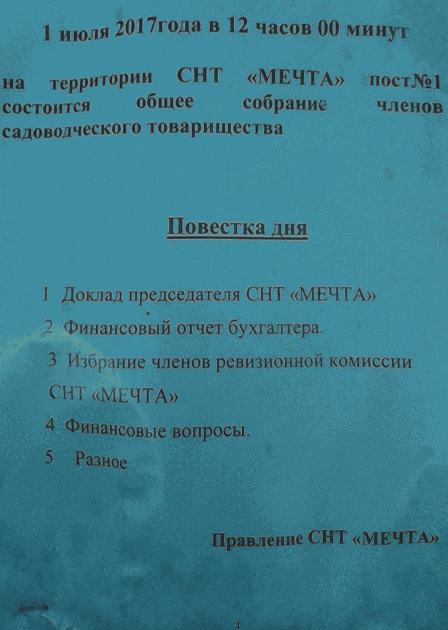 1 июля 2017года в 12 часов 00 минут
на территории СНТ «МЕЧТА» пост№1
состоится общее собрание членов
садоводческого товарищества
Повестка дня
1 Доклад председателя СНТ «МЕЧТА»
2 Финансовый отчет бухгалтера.
3 Избрание членов ревизионной комиссии
СНТ «МЕЧТА»
4 Финансовые вопросы.
5 Разное
Правление СНТ «МЕЧТА»
1